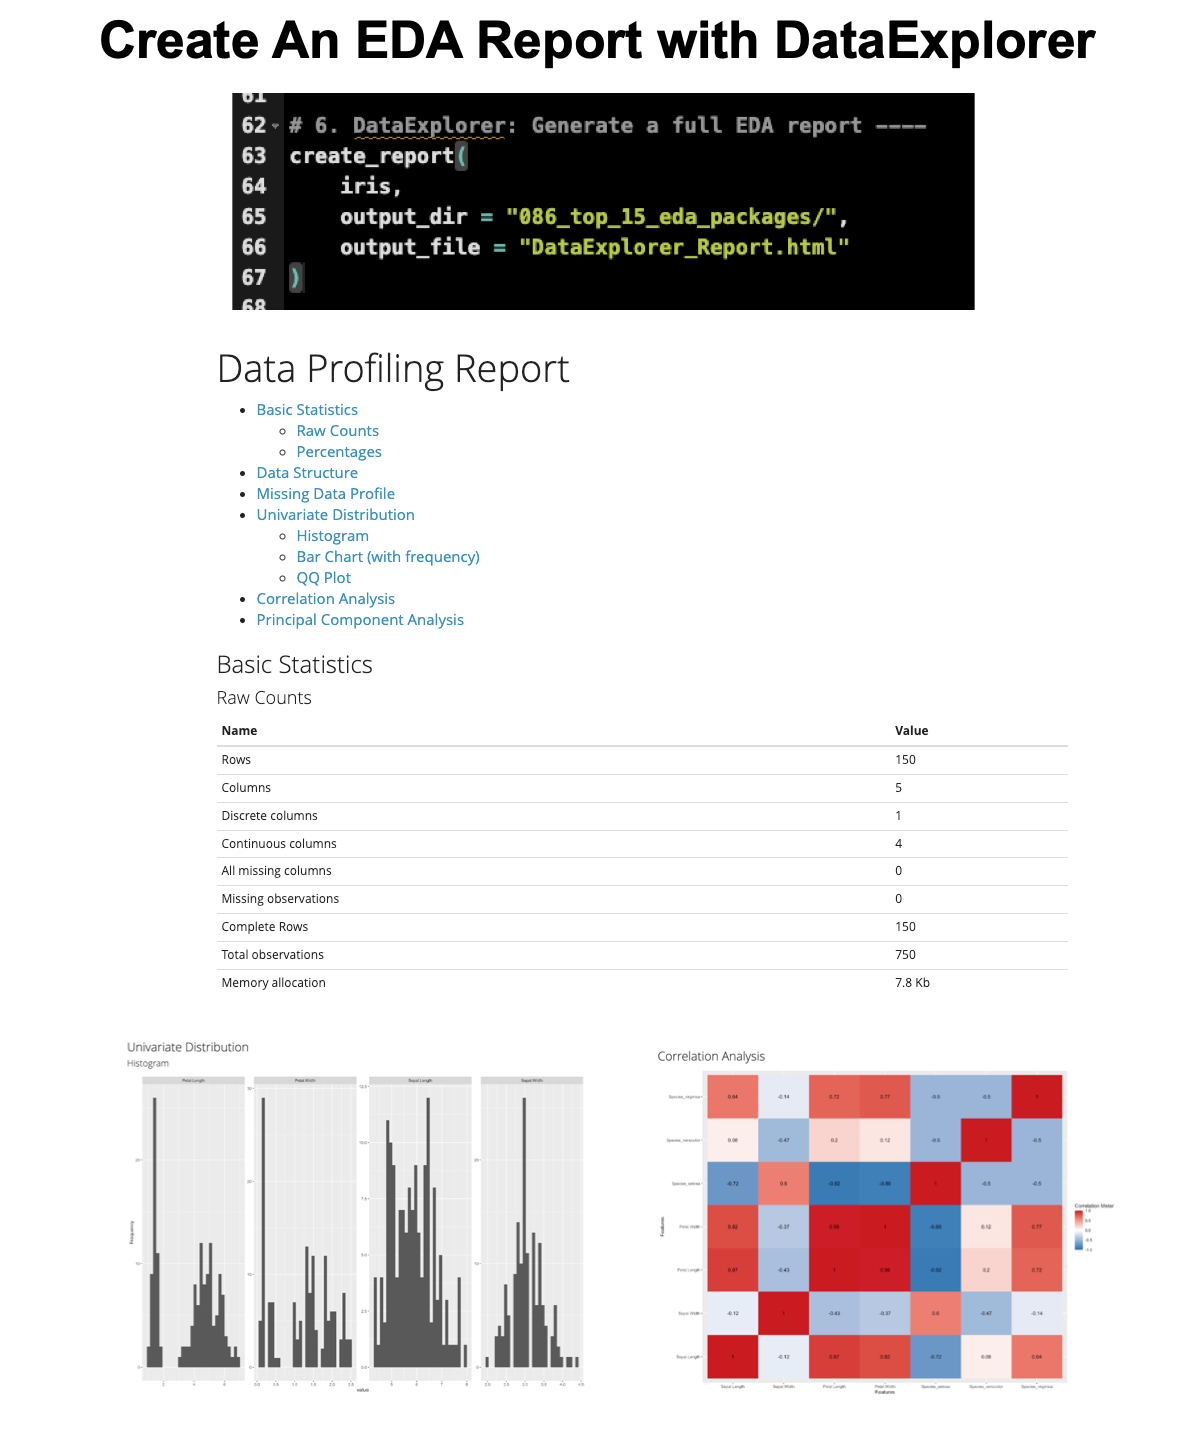 Create An EDA Report with DataExplorer
61
62 # 6. DataExplorer: Generate a full EDA report ----
63 create_report(
64 iris,
65 output_dir = "086_top_15_eda_packages/",
66 output_file = "DataExplorer_Report.html"
67 )
68
Data Profiling Report
Basic Statistics
Raw Counts
Percentages
Data Structure
Missing Data Profile
Univariate Distribution
Histogram
Bar Chart (with frequency)
QQ Plot
Correlation Analysis
Principal Component Analysis
Basic Statistics
Raw Counts
Name Value
Rows 150
Columns 5
Discrete columns 1
Continuous columns 4
All missing columns 0
Missing observations 0
Complete Rows 150
Total observations 750
Memory allocation 7.8 Kb
Univariate Distribution
Histogram
Petal.Length Petal.Width Sepal.Length Sepal.Width
Frequency
value
Correlation Analysis
Species_virginica 0.64 -0.14 0.72 0.77 -0.5 -0.5 1
Species_versicolor 0.08 -0.47 0.2 0.12 -0.5 1 -0.5
Species_setosa -0.72 0.6 -0.92 -0.89 1 -0.5 -0.5
Petal.Width 0.82 -0.37 0.96 1 -0.89 0.12 0.77
Petal.Length 0.87 -0.43 1 0.96 -0.92 0.2 0.72
Sepal.Width -0.12 1 -0.43 -0.37 0.6 -0.47 -0.14
Sepal.Length 1 -0.12 0.87 0.82 -0.72 0.08 0.64
Sepal.Length Sepal.Width Petal.Length Petal.Width Species_setosa Species_versicolor Species_virginica
Features
Features
Correlation Meter
1.0
0.5
0.0
-0.5
-1.0